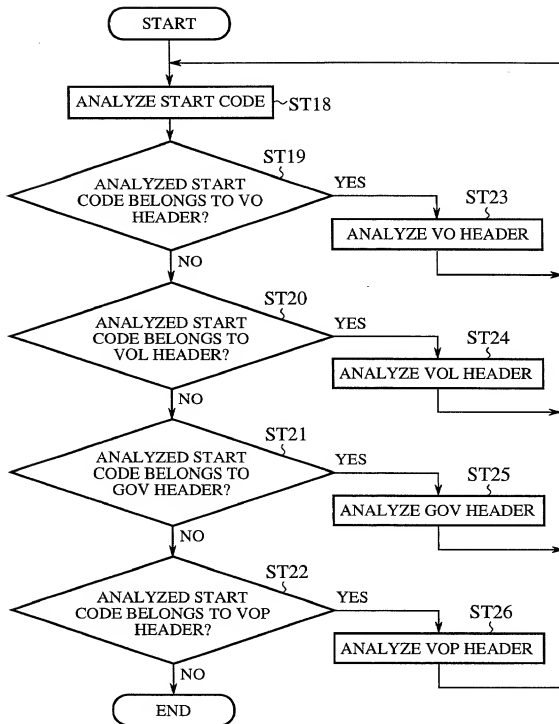 START
ANALYZE START CODE
ST18
ST19
ANALYZED START
CODE BELONGS TO VO
HEADER?
YES
ST23
ANALYZE VO HEADER
NO
ST20
ANALYZED START
CODE BELONGS TO
VOL HEADER?
YES
ST24
ANALYZE VOL HEADER
NO
ST21
ANALYZED START
CODE BELONGS TO
GOV HEADER?
YES
ST25
ANALYZE GOV HEADER
NO
ST22
ANALYZED START
CODE BELONGS TO VOP
HEADER?
YES
ST26
ANALYZE VOP HEADER
NO
END